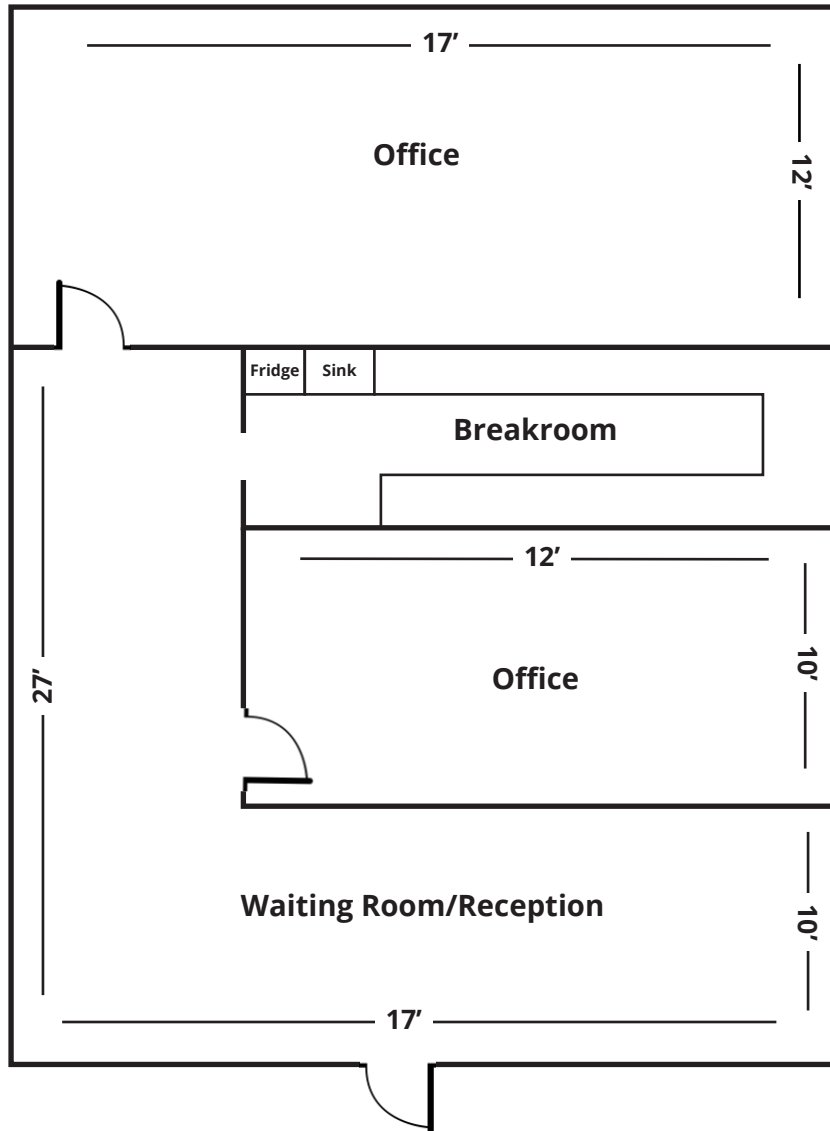 17’
Office
12’
Fridge
Sink
Breakroom
12’
Office
10’
27’
Waiting Room/Reception
10’
17’